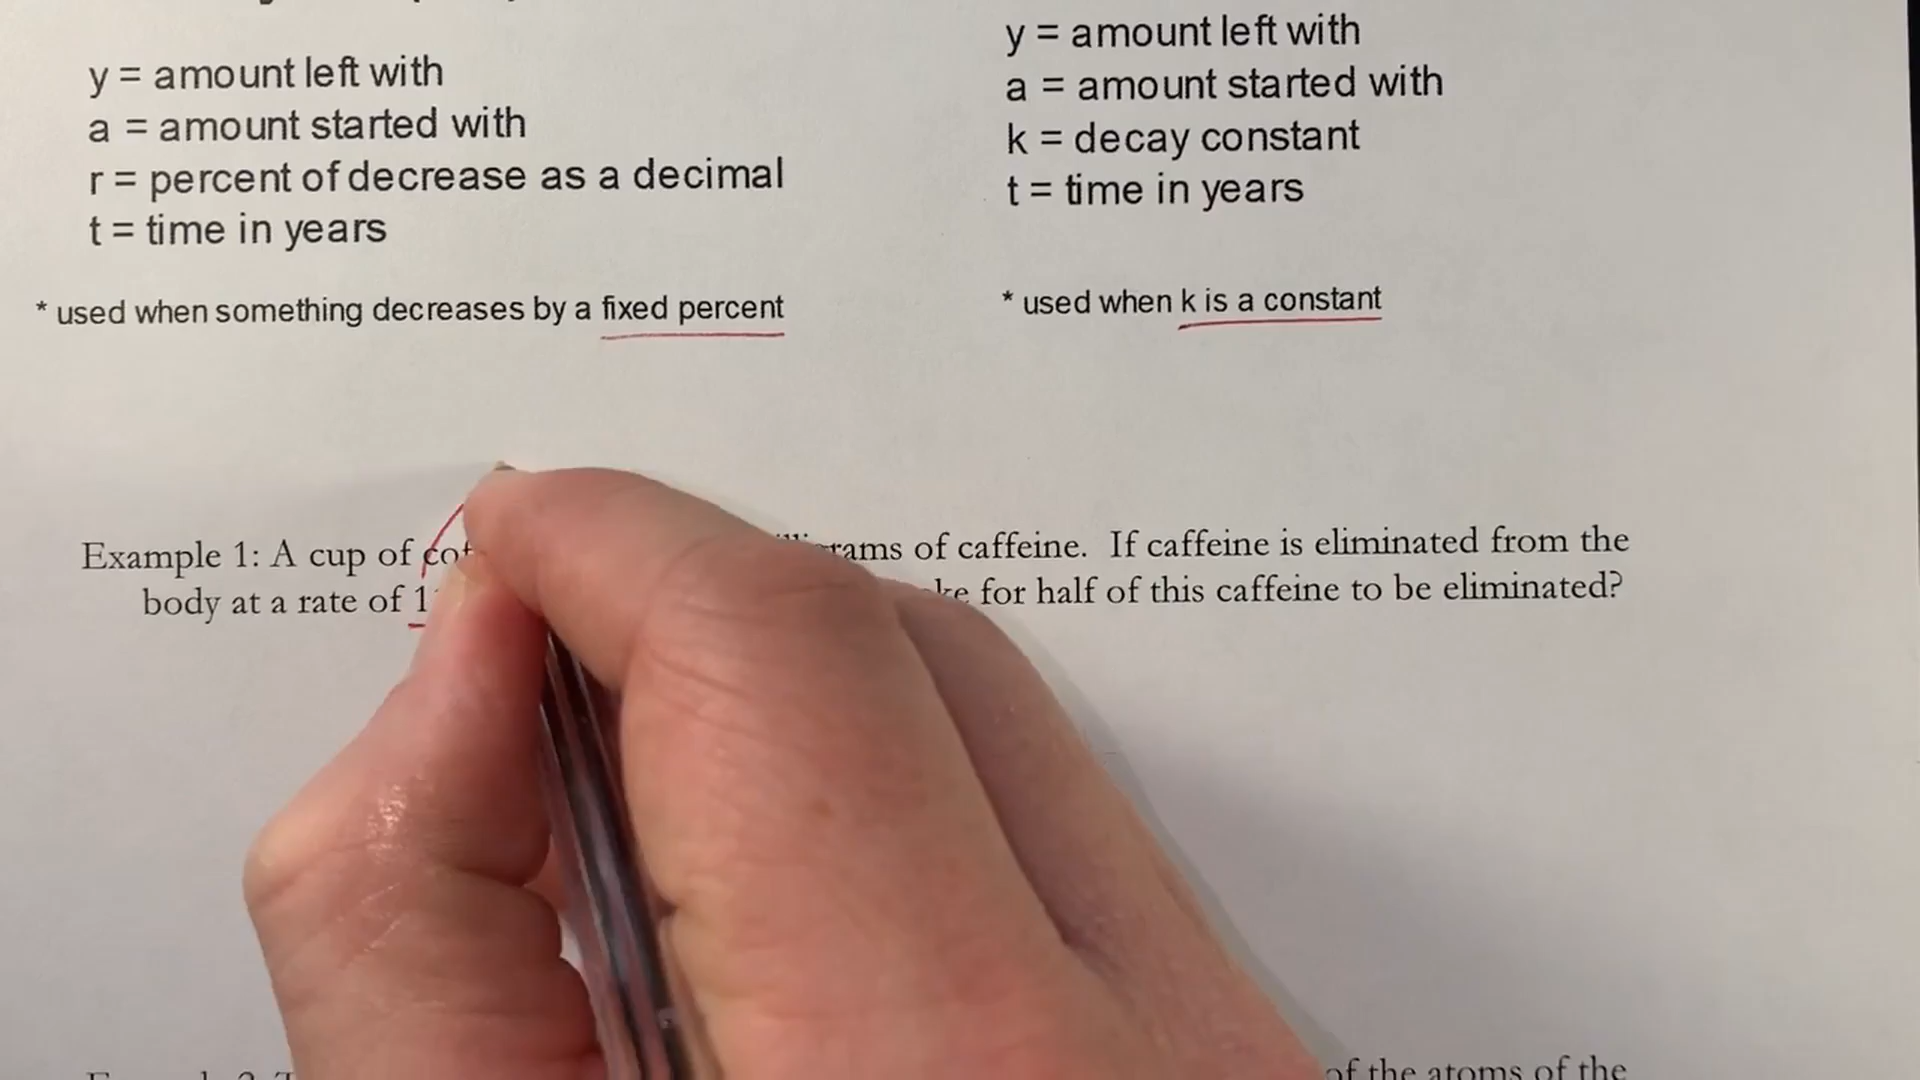 y = amount left with
a = amount started with
r = percent of decrease as a decimal
t = time in years
* used when something decreases by a fixed percent
y = amount left with
a = amount started with
k = decay constant
t = time in years
* used when k is a constant
Example 1: A cup of of caffeine. If caffeine is eliminated from the
body at a rate of for half of this caffeine to be eliminated?
of the atoms of the